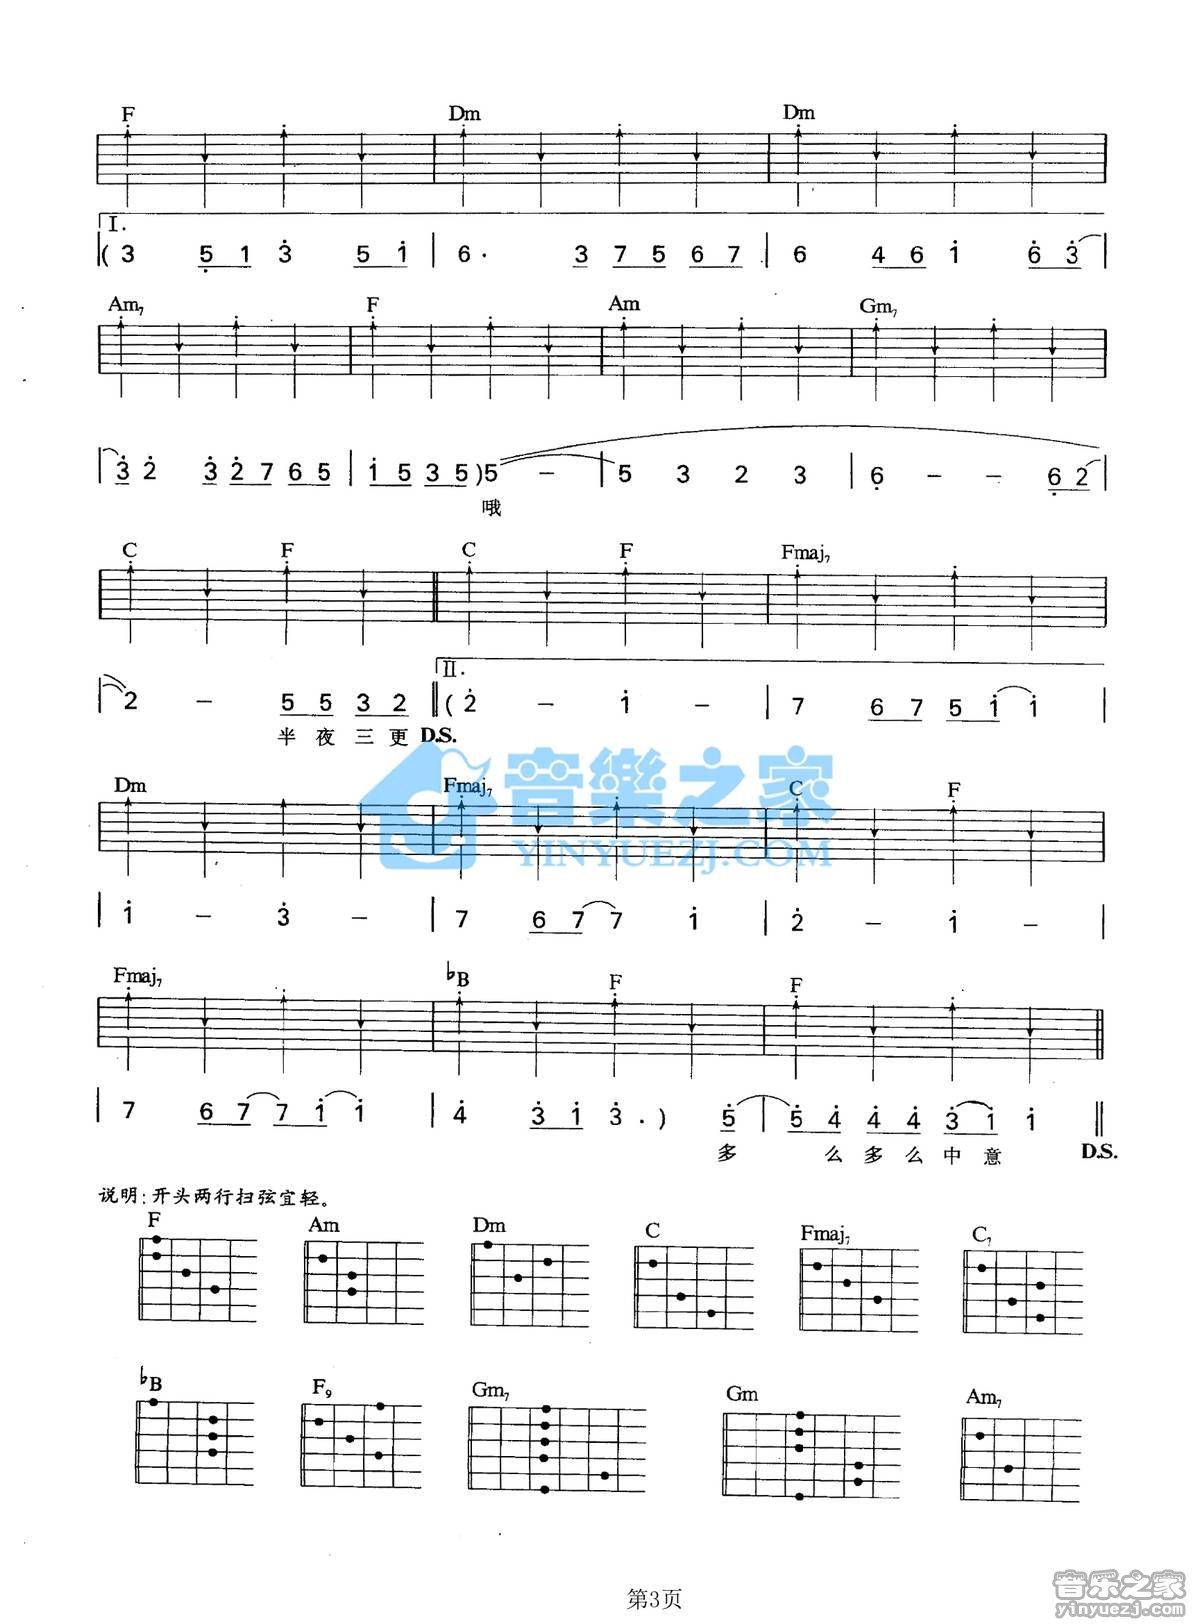 F Dm Dm
I.
( 3 5 1 3 5 1 | 6 . 3 7 5 6 7 | 6 4 6 1 6 3 |
Am7 F Am Gm7
| 3 2 3 2 7 6 5 | 1 5 3 5 ) 5 – | 5 3 2 3 | 6 – – 6 2 |
哦
C F C F Fmaj7
II.
| 2 – 5 5 3 2 || ( 2 – 1 – | 7 6 7 5 1 1 |
半 夜 三 更 D.S.
Dm Fmaj7 C F
音樂之家
YINYUEZJ.COM
| 1 – 3 – | 7 6 7 7 1 | 2 – 1 – |
Fmaj7 ♭B F F
| 7 6 7 7 1 1 | 4 3 1 3 . ) 5 | 5 4 4 4 3 1 1 ||
多 么 多 么 中 意 D.S.
说明:开头两行扫弦宜轻。
F Am Dm C Fmaj7 C7
♭B F9 Gm7 Gm Am7
第3页
音乐之家
yinyuezj.com